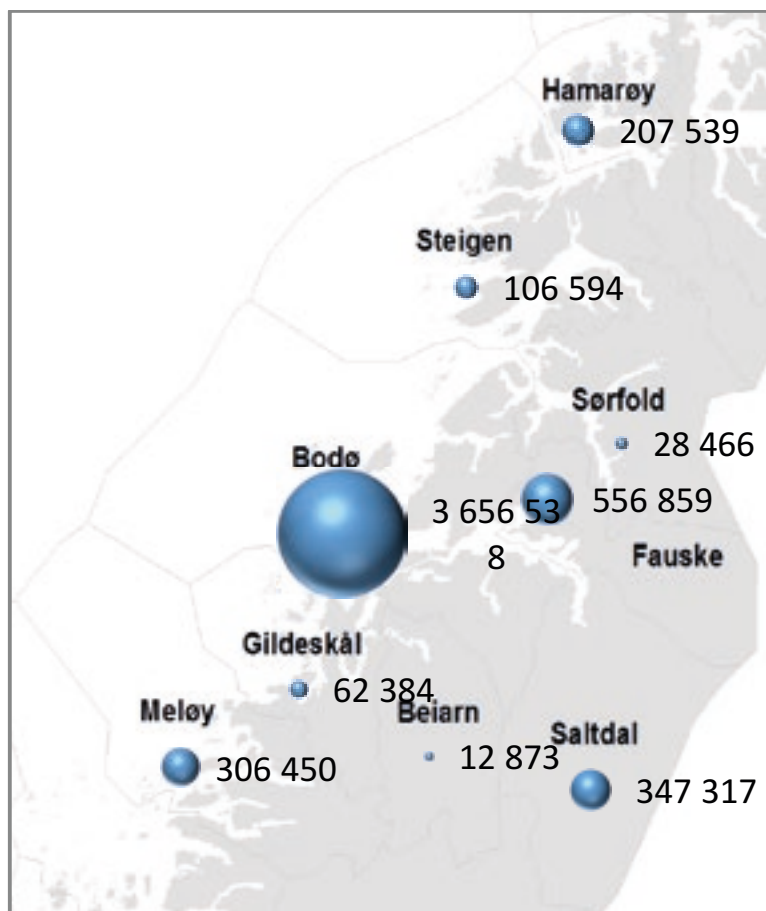 Hamarøy
207 539
Steigen
106 594
Sørfold
28 466
Bodø
3 656 53
8
556 859
Fauske
Gildeskål
62 384
Meløy
306 450
Beiarn
12 873
Saltdal
347 317